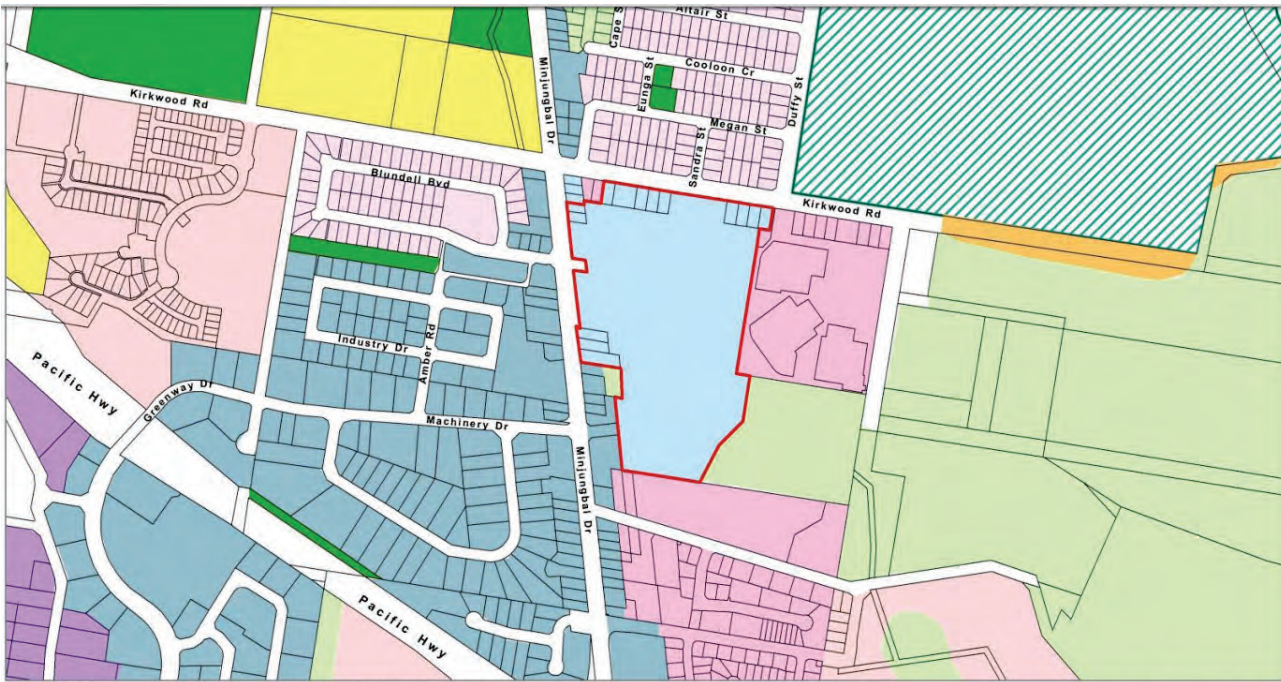 Altair St
Cape S
Cooloon Cr
Eunga St
Minjungbal Dr
Duffy St
Kirkwood Rd
Megan St
Sandra St
Blundell Bvd
Kirkwood Rd
Industry Dr
Amber Rd
Pacific Hwy
Greenway Dr
Machinery Dr
Minjungbal Dr
Pacific Hwy